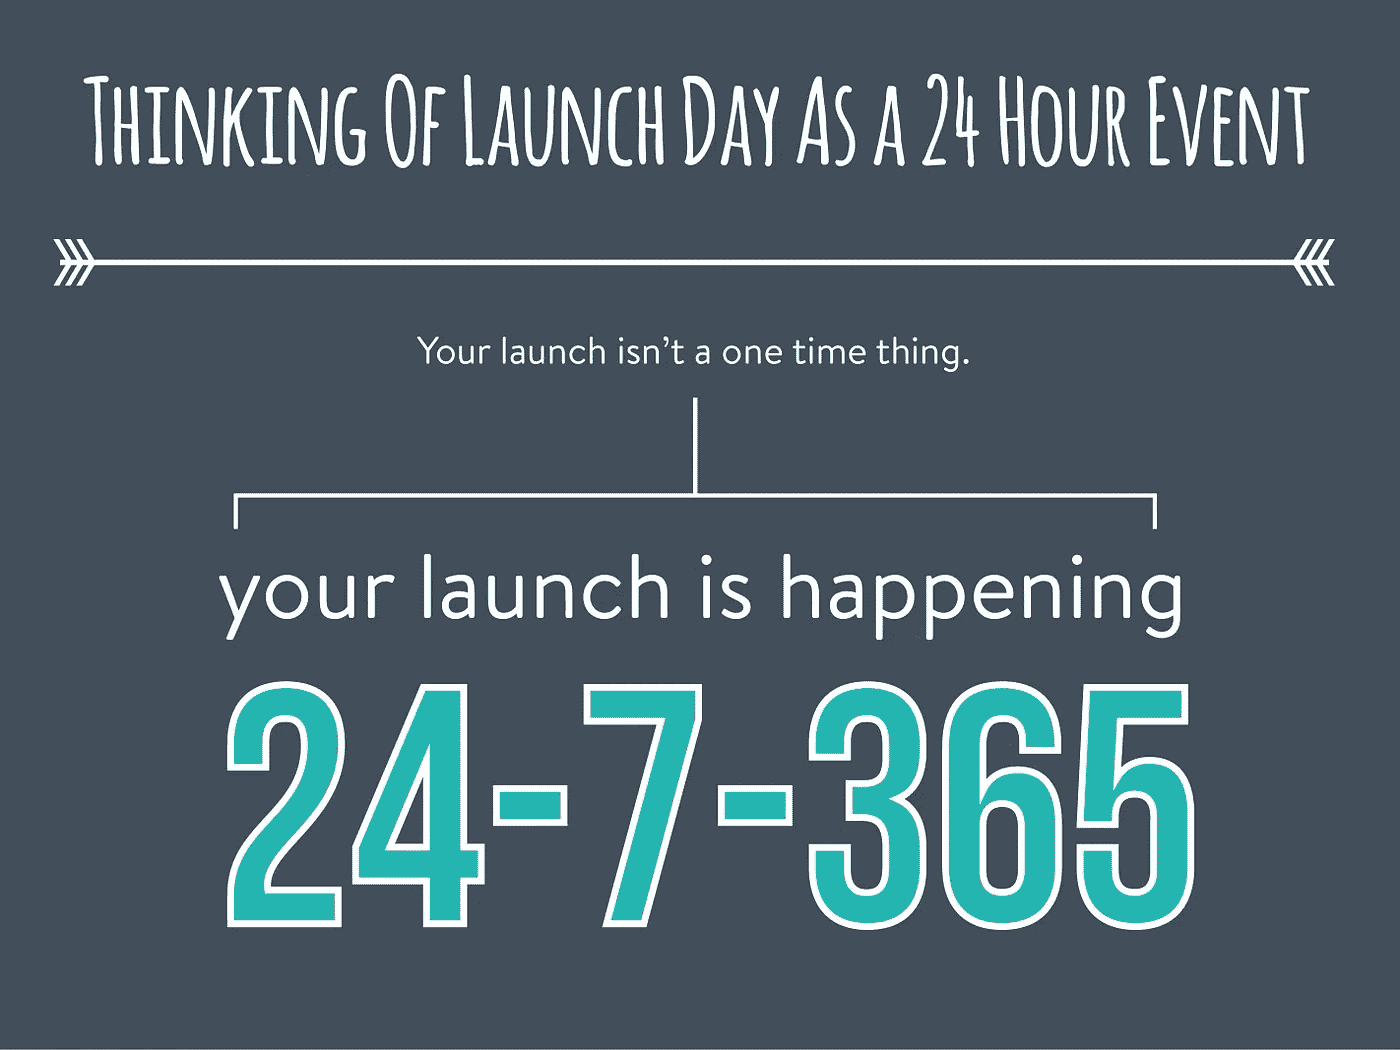 Thinking Of Launch Day As a 24 Hour Event
Your launch isn't a one time thing.
your launch is happening
24-7-365